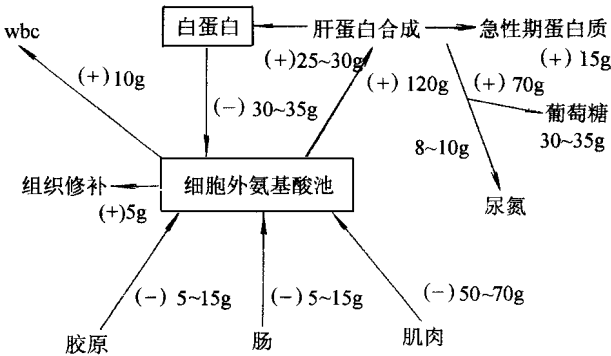 白蛋白
肝蛋白合成
急性期蛋白质
wbc
(+)25~30g
(+) 15g
(+)10g
(+) 120g
(+) 70g
(−) 30~35g
葡萄糖
8~10g
30~35g
组织修补
细胞外氨基酸池
尿氮
(+)5g
(−) 5~15g
(−) 5~15g
(−)50~70g
胶原
肠
肌肉